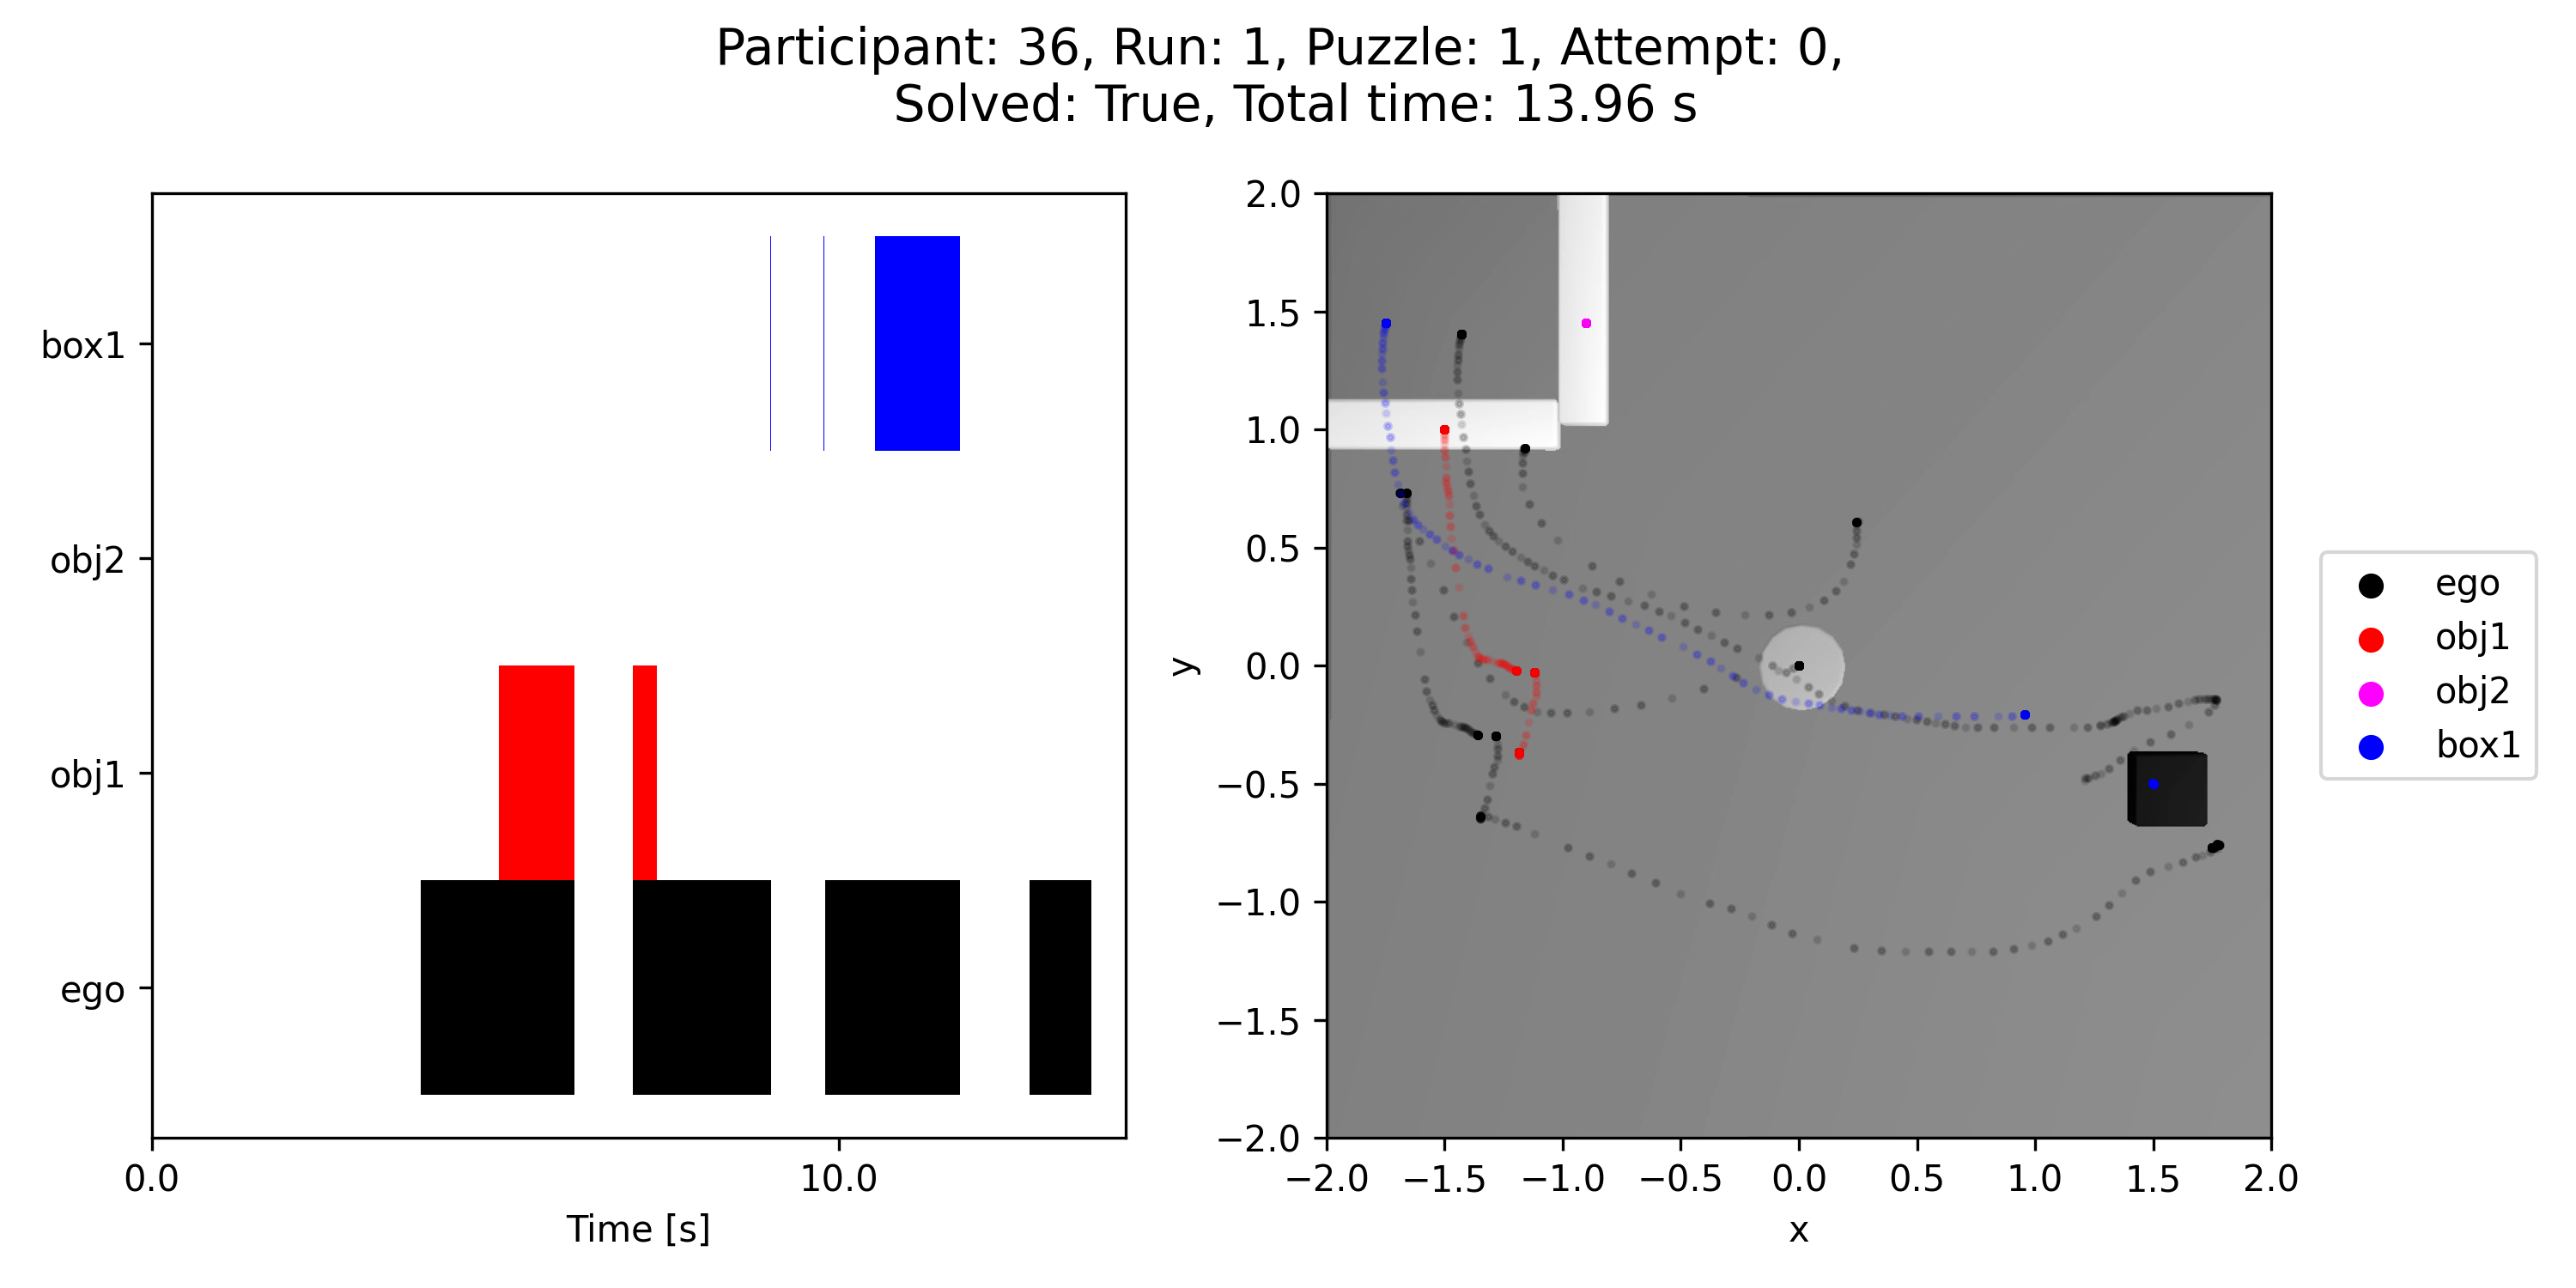 Participant: 36, Run: 1, Puzzle: 1, Attempt: 0,
Solved: True, Total time: 13.96 s
box1
obj2
obj1
ego
0.0
10.0
Time [s]
2.0
1.5
1.0
0.5
0.0
−0.5
−1.0
−1.5
−2.0
y
−2.0
−1.5
−1.0
−0.5
0.0
0.5
1.0
1.5
2.0
x
ego
obj1
obj2
box1